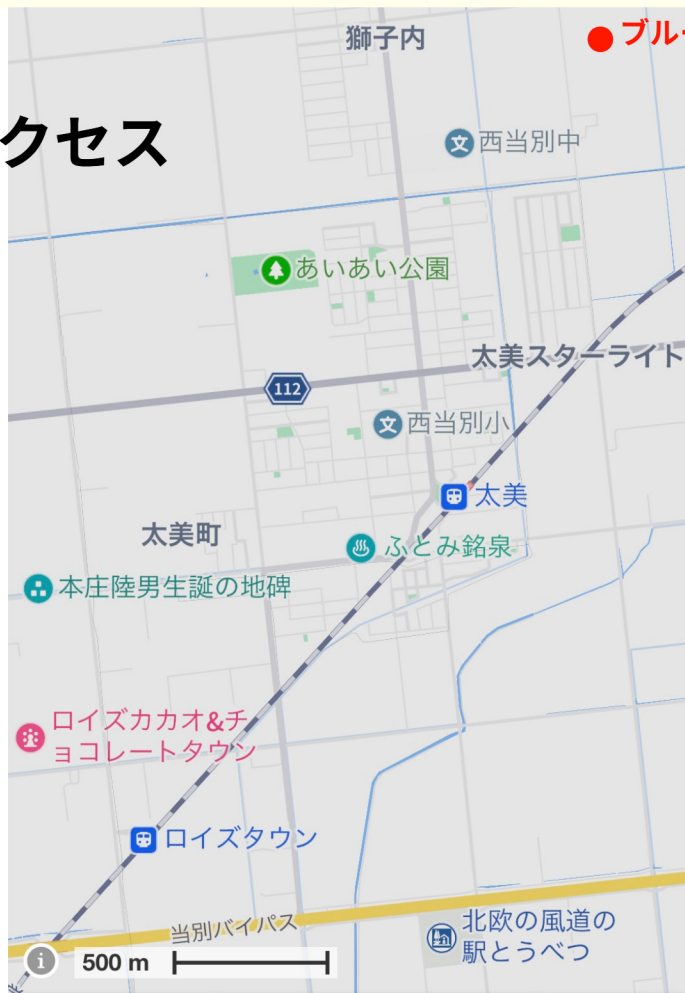 獅子内
ブルー
クセス
西当別中
あいあい公園
太美スターライト
112
西当別小
太美
太美町
ふとみ銘泉
本庄陸男生誕の地碑
ロイズカカオ&チ
ョコレートタウン
ロイズタウン
北欧の風道の
駅とうべつ
当別バイパス
500 m